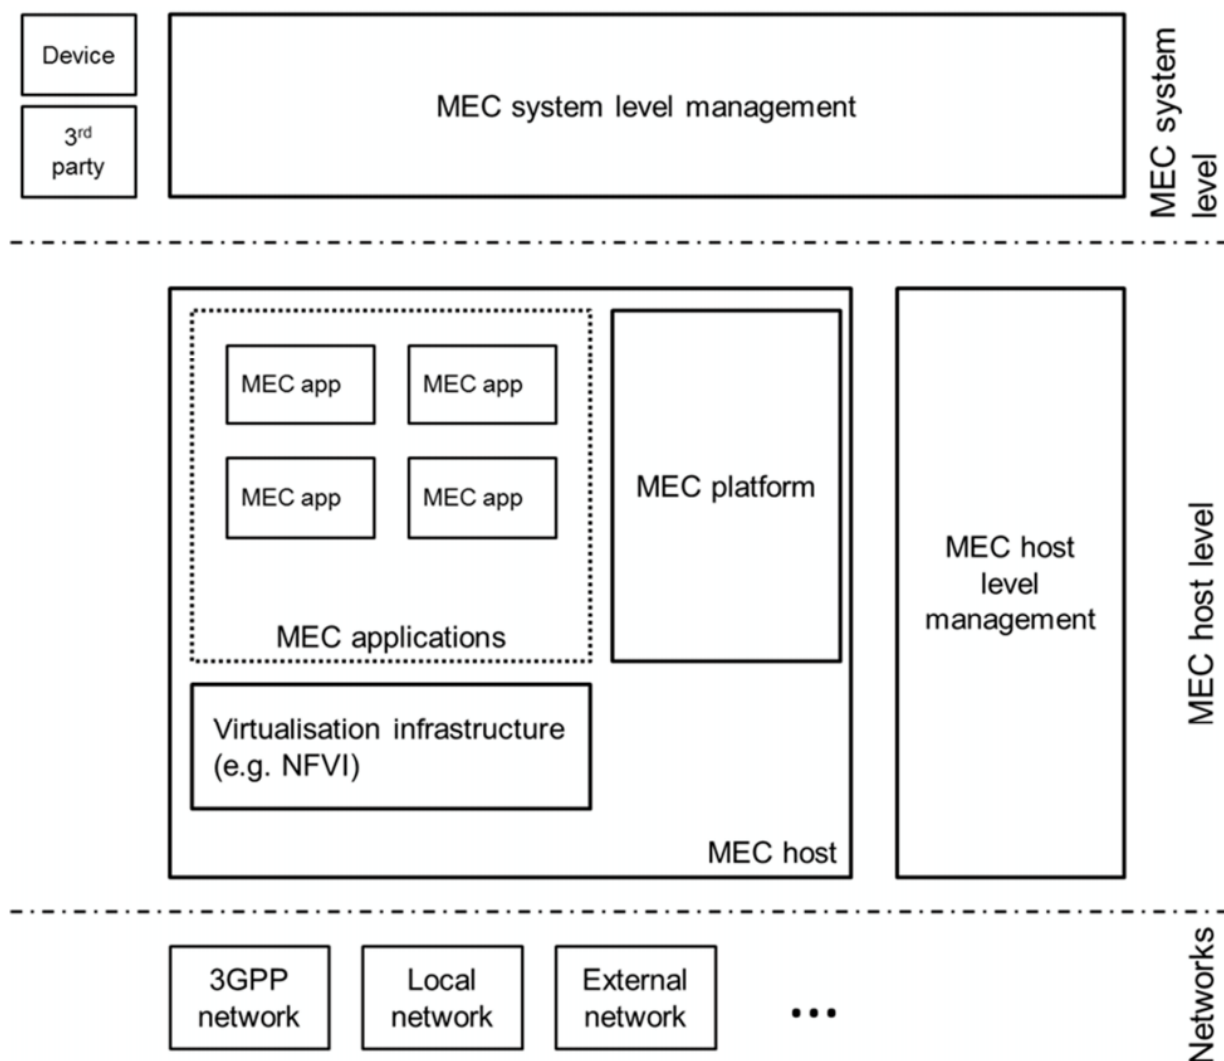 Device
3rd
party
MEC system level management
MEC system
level
MEC app
MEC app
MEC app
MEC app
MEC applications
MEC platform
Virtualisation infrastructure
(e.g. NFVI)
MEC host
MEC host
level
management
MEC host level
3GPP
network
Local
network
External
network
...
Networks